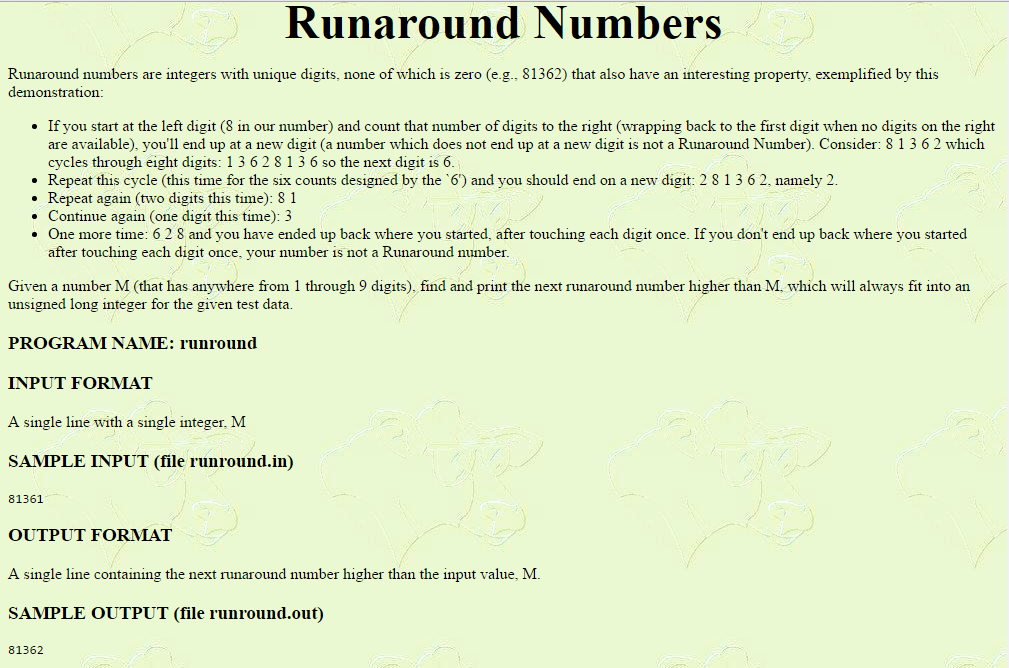 Runaround Numbers
Runaround numbers are integers with unique digits, none of which is zero (e.g., 81362) that also have an interesting property, exemplified by this
demonstration:
• If you start at the left digit (8 in our number) and count that number of digits to the right (wrapping back to the first digit when no digits on the right
are available), you'll end up at a new digit (a number which does not end up at a new digit is not a Runaround Number). Consider: 8 1 3 6 2 which
cycles through eight digits: 1 3 6 2 8 1 3 6 so the next digit is 6.
• Repeat this cycle (this time for the six counts designed by the `6') and you should end on a new digit: 2 8 1 3 6 2, namely 2.
• Repeat again (two digits this time): 8 1
• Continue again (one digit this time): 3
• One more time: 6 2 8 and you have ended up back where you started, after touching each digit once. If you don't end up back where you started
after touching each digit once, your number is not a Runaround number.
Given a number M (that has anywhere from 1 through 9 digits), find and print the next runaround number higher than M, which will always fit into an
unsigned long integer for the given test data.
PROGRAM NAME: runround
INPUT FORMAT
A single line with a single integer, M
SAMPLE INPUT (file runround.in)
81361
OUTPUT FORMAT
A single line containing the next runaround number higher than the input value, M.
SAMPLE OUTPUT (file runround.out)
81362